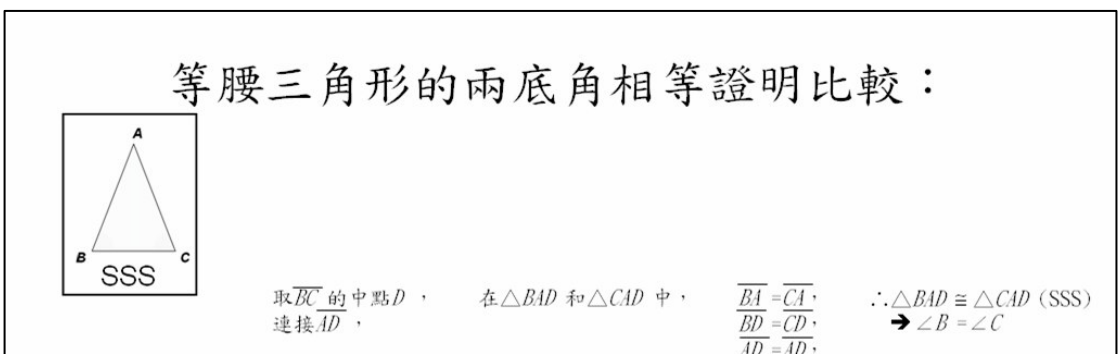 等腰三角形的兩底角相等證明比較：
A
B
C
SSS
取BC的中點D，
連接AD，
在△BAD 和△CAD 中，
BA=CA，
BD=CD，
AD=AD，
∴△BAD≅△CAD (SSS)
➔∠B=∠C